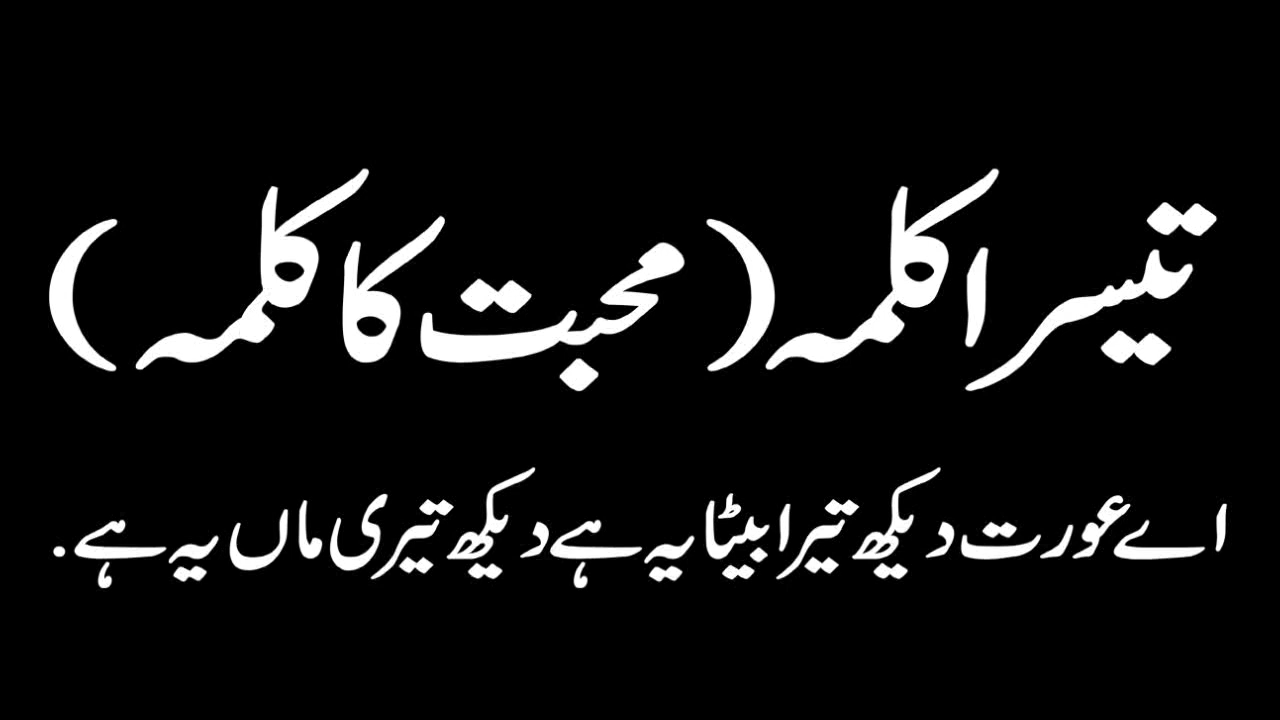 تیسرا کلمہ (محبت کا کلمہ)
اے عورت دیکھ تیرا بیٹا یہ ہے دیکھ تیری ماں یہ ہے.